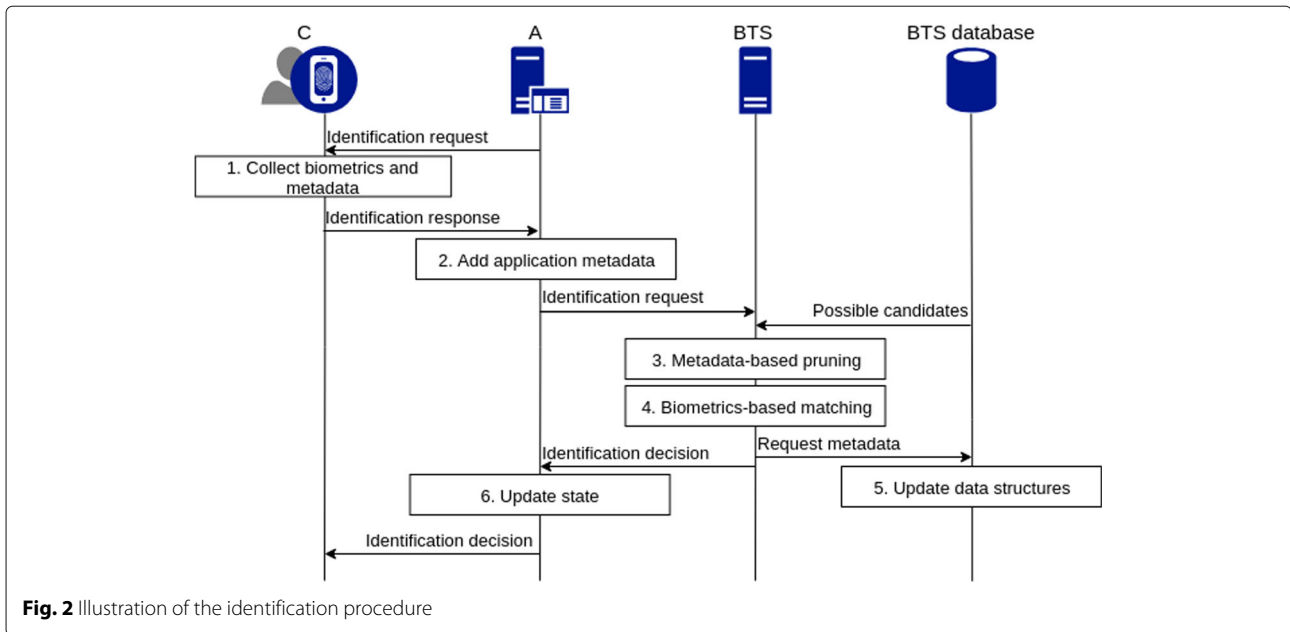 C
A
BTS
BTS database
Identification request
1. Collect biometrics and
metadata
Identification response
2. Add application metadata
Identification request
Possible candidates
3. Metadata-based pruning
4. Biometrics-based matching
Request metadata
Identification decision
5. Update data structures
6. Update state
Identification decision
Fig. 2 Illustration of the identification procedure